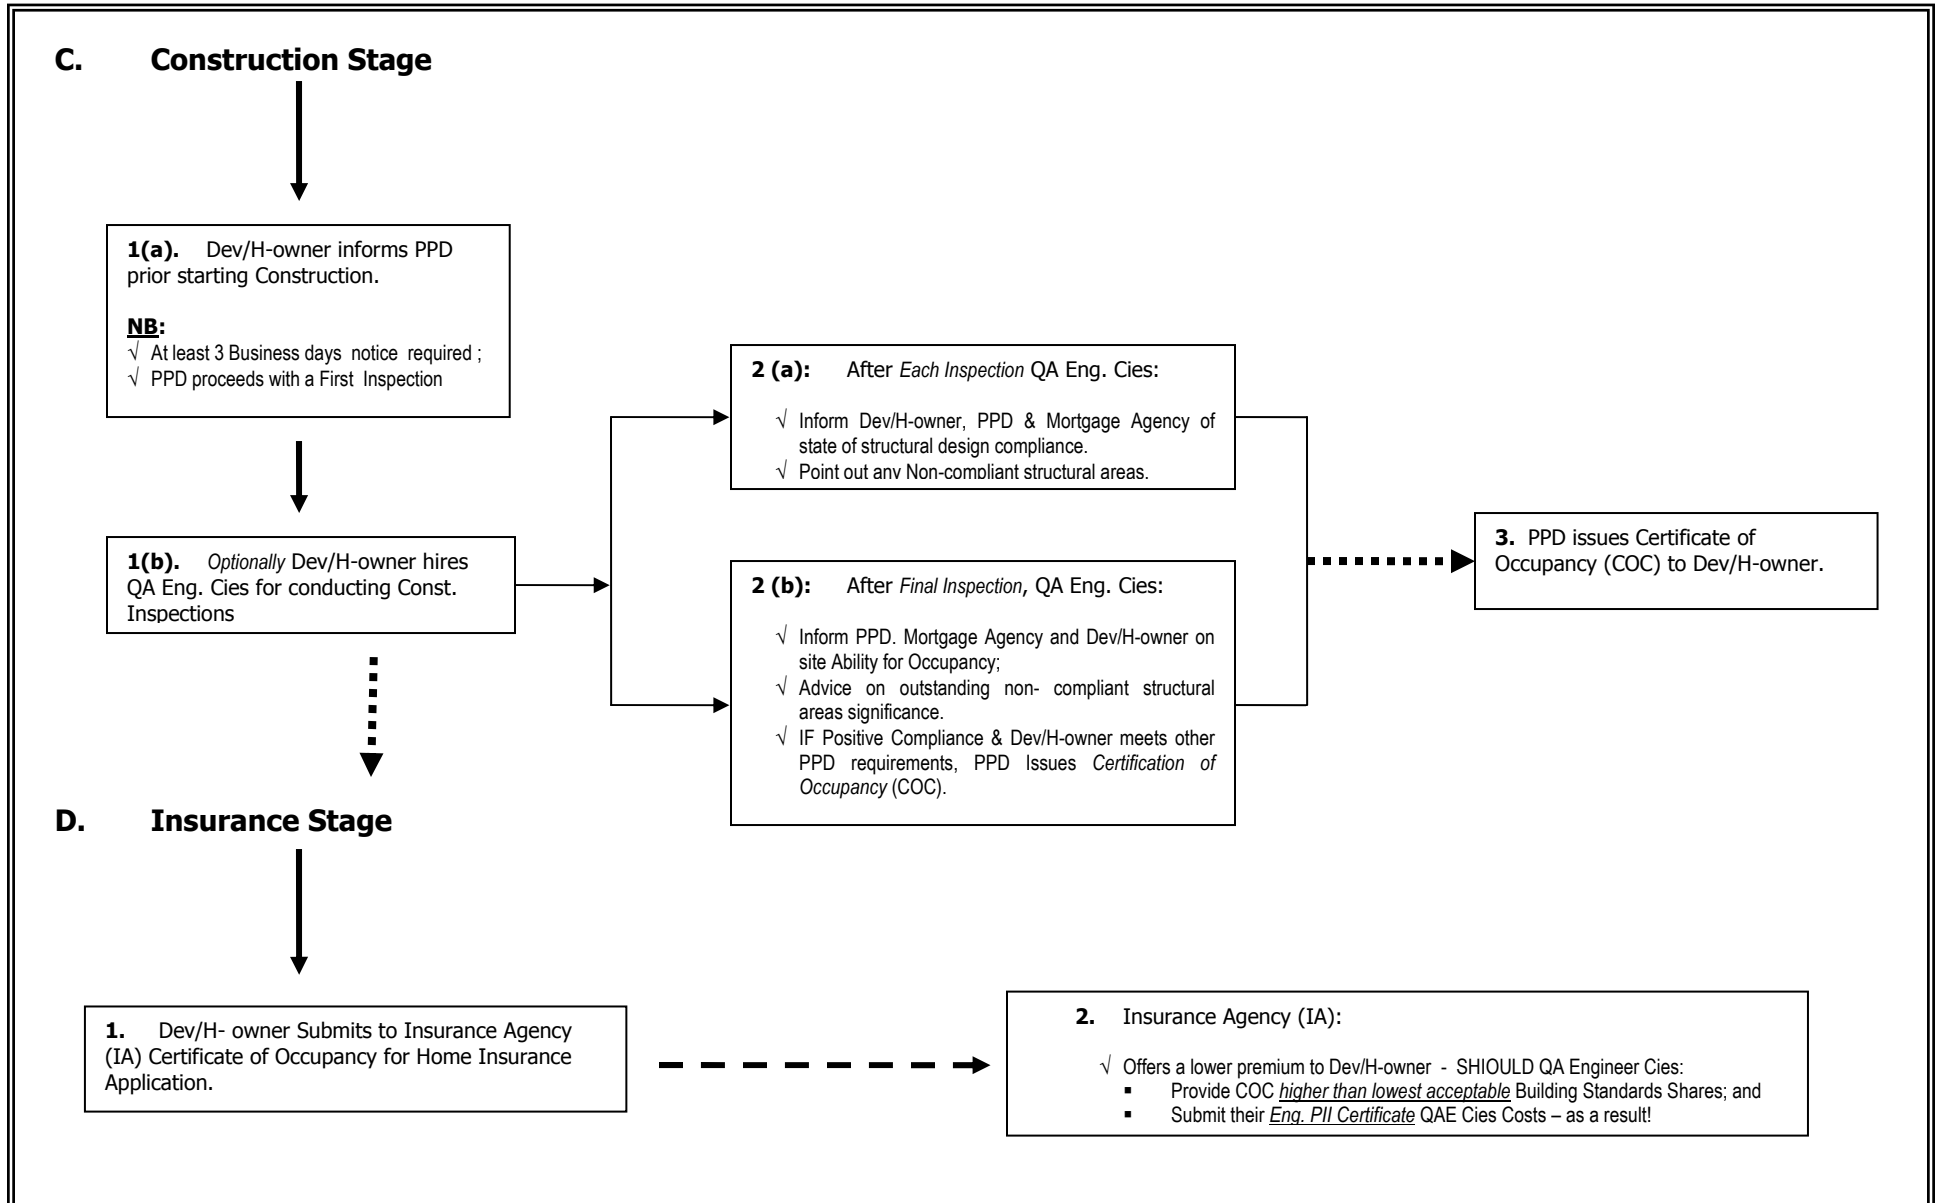 C. Construction Stage
1(a). Dev/H-owner informs PPD
prior starting Construction.
NB:
√ At least 3 Business days notice required ;
√ PPD proceeds with a First Inspection
1(b). Optionally Dev/H-owner hires
QA Eng. Cies for conducting Const.
Inspections
2 (a): After Each Inspection QA Eng. Cies:
√ Inform Dev/H-owner, PPD & Mortgage Agency of
state of structural design compliance.
√ Point out any Non-compliant structural areas.
2 (b): After Final Inspection, QA Eng. Cies:
√ Inform PPD. Mortgage Agency and Dev/H-owner on
site Ability for Occupancy;
√ Advice on outstanding non- compliant structural
areas significance.
√ IF Positive Compliance & Dev/H-owner meets other
PPD requirements, PPD Issues Certification of
Occupancy (COC).
3. PPD issues Certificate of
Occupancy (COC) to Dev/H-owner.
D. Insurance Stage
1. Dev/H- owner Submits to Insurance Agency
(IA) Certificate of Occupancy for Home Insurance
Application.
2. Insurance Agency (IA):
√ Offers a lower premium to Dev/H-owner - SHIOULD QA Engineer Cies:
▪ Provide COC higher than lowest acceptable Building Standards Shares; and
▪ Submit their Eng. PII Certificate QAE Cies Costs – as a result!